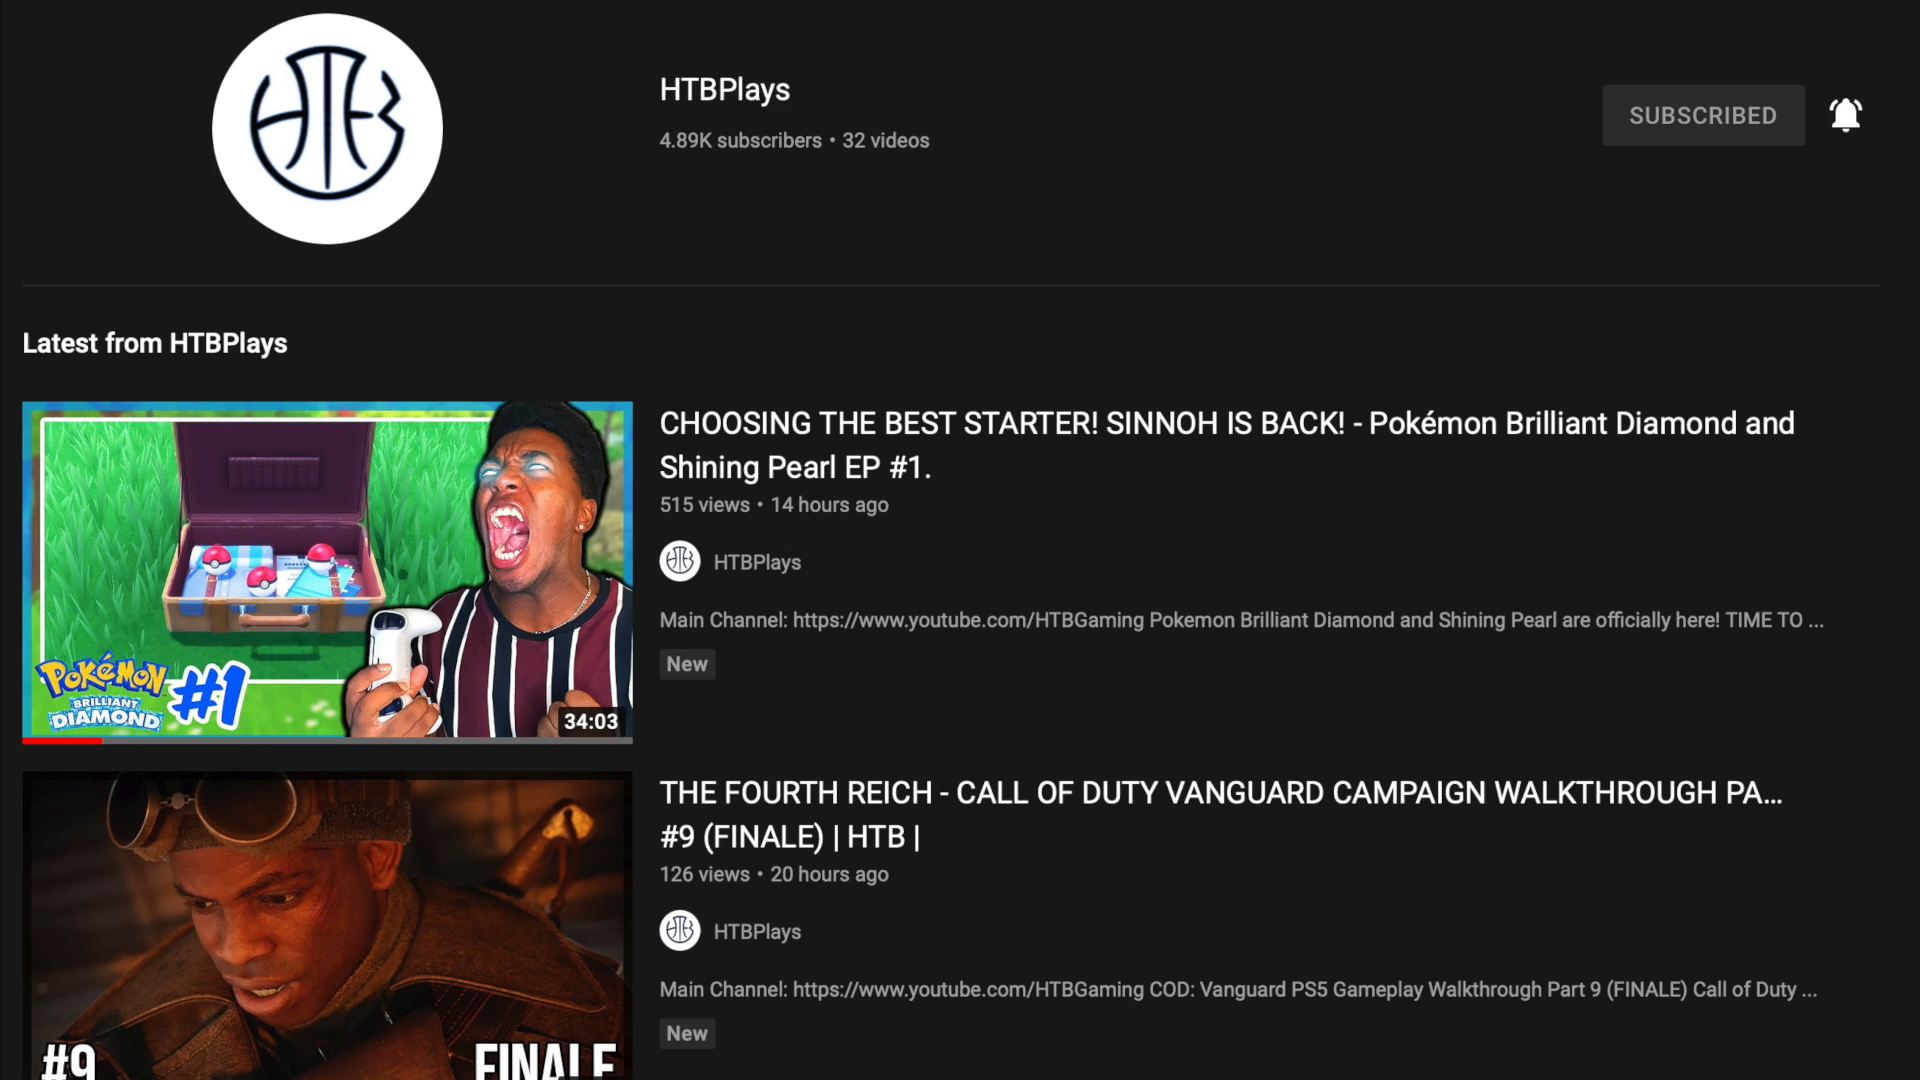 HTB
HTBPlays
4.89K subscribers • 32 videos
SUBSCRIBED
Latest from HTBPlays
POKéMON
BRILLIANT
DIAMOND
#1
34:03
CHOOSING THE BEST STARTER! SINNOH IS BACK! - Pokémon Brilliant Diamond and
Shining Pearl EP #1.
515 views • 14 hours ago
HTB
HTBPlays
Main Channel: https://www.youtube.com/HTBGaming Pokemon Brilliant Diamond and Shining Pearl are officially here! TIME TO ...
New
#9
FINALE
THE FOURTH REICH - CALL OF DUTY VANGUARD CAMPAIGN WALKTHROUGH PA...
#9 (FINALE) | HTB |
126 views • 20 hours ago
HTB
HTBPlays
Main Channel: https://www.youtube.com/HTBGaming COD: Vanguard PS5 Gameplay Walkthrough Part 9 (FINALE) Call of Duty ...
New